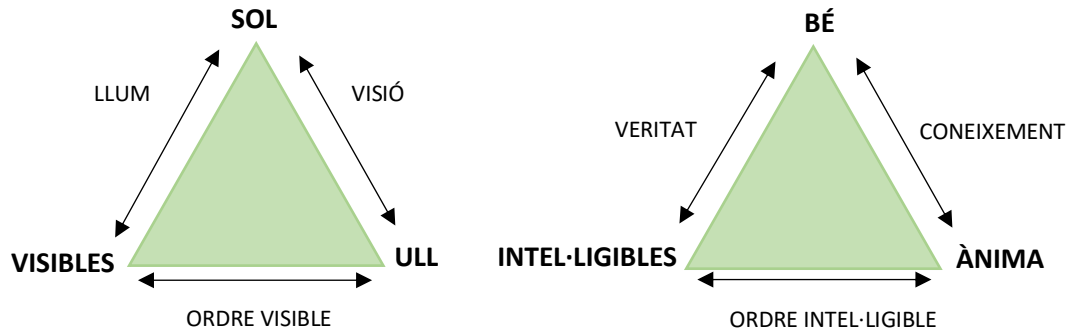 SOL
BÉ
LLUM
VISIÓ
VERITAT
CONEIXEMENT
VISIBLES
ULL
INTEL·LIGIBLES
ÀNIMA
ORDRE VISIBLE
ORDRE INTEL·LIGIBLE